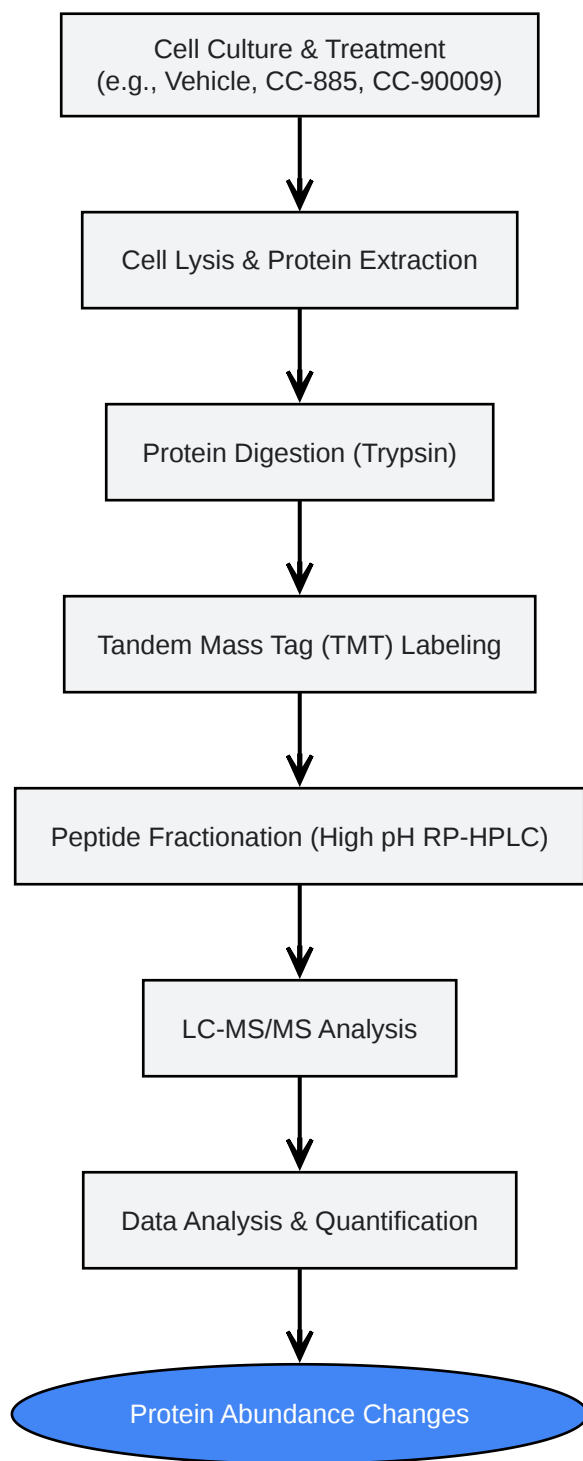 Cell Culture & Treatment
(e.g., Vehicle, CC-885, CC-90009)
Cell Lysis & Protein Extraction
Protein Digestion (Trypsin)
Tandem Mass Tag (TMT) Labeling
Peptide Fractionation (High pH RP-HPLC)
LC-MS/MS Analysis
Data Analysis & Quantification
Protein Abundance Changes